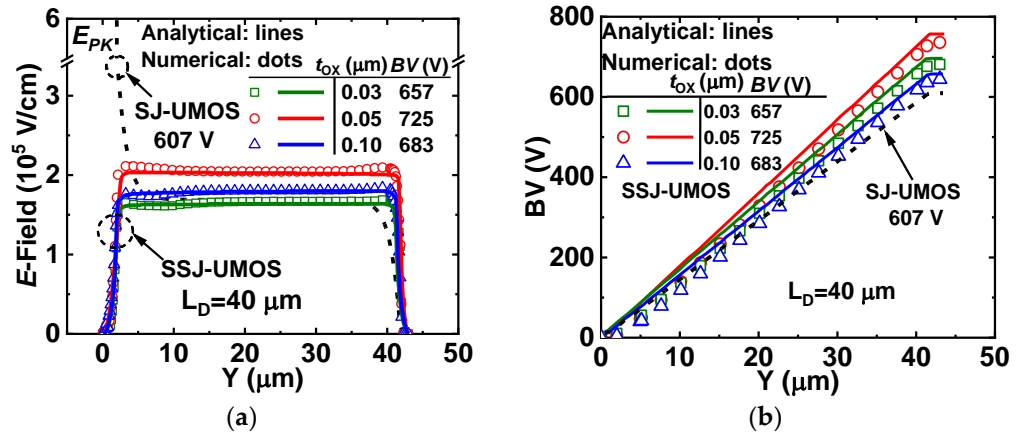 6
4
3
2
1
0
E-Field (10⁵ V/cm)
E_PK
Analytical: lines
Numerical: dots
SJ-UMOS
607 V
t_OX (μm) BV (V)
0.03 657
0.05 725
0.10 683
SSJ-UMOS
L_D=40 μm
0 10 20 30 40 50
Y (μm)
(a)
800
600
400
200
0
BV (V)
Analytical: lines
Numerical: dots
t_OX (μm) BV (V)
0.03 657
0.05 725
0.10 683
SSJ-UMOS
SJ-UMOS
607 V
L_D=40 μm
0 10 20 30 40 50
Y (μm)
(b)